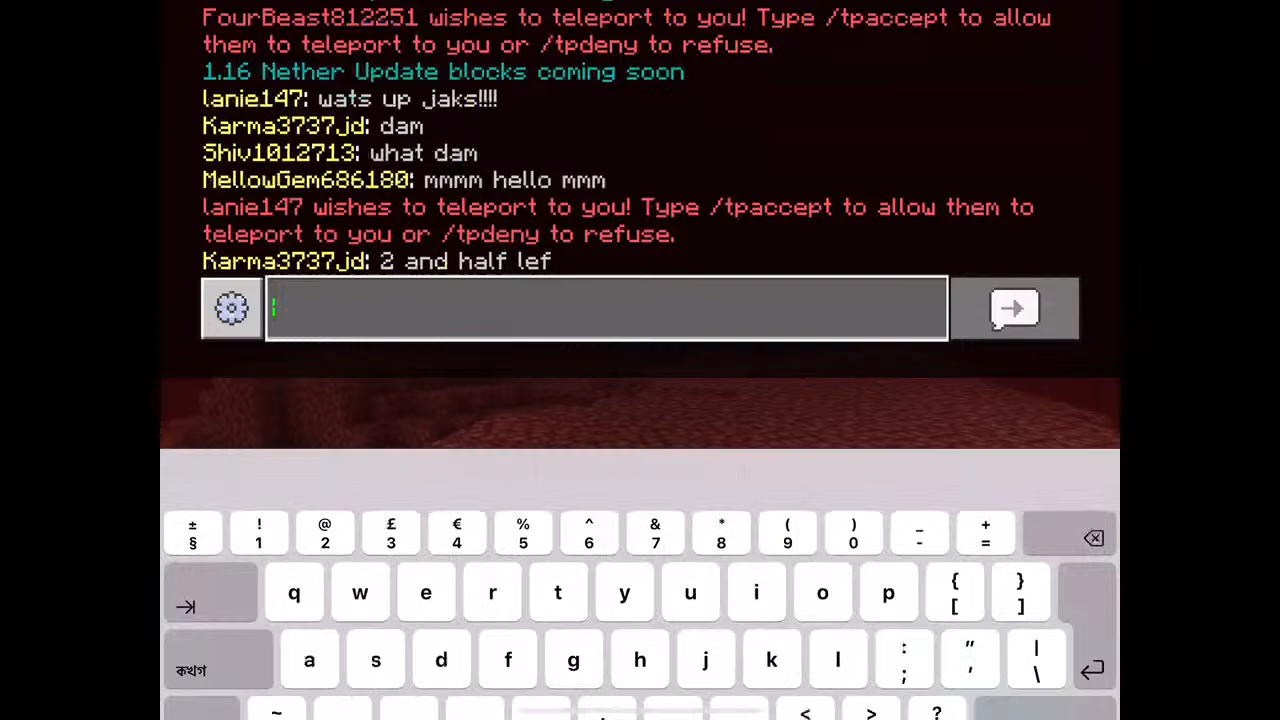 FourBeast812251 wishes to teleport to you! Type /tpaccept to allow
them to teleport to you or /tpdeny to refuse.
1.16 Nether Update blocks coming soon
lanie147: wats up jaks!!!!
Karma3737jd: dam
Shiv1012713: what dam
MellowGem686180: mmmm hello mmm
lanie147 wishes to teleport to you! Type /tpaccept to allow them to
teleport to you or /tpdeny to refuse.
Karma3737jd: 2 and half lef
± ! @ £ € % ^ & * ( ) _ +
§ 1 2 3 4 5 6 7 8 9 0 - =
q w e r t y u i o p { [ } ]
কখগ a s d f g h j k l : ; " ' | \
~ < > ?